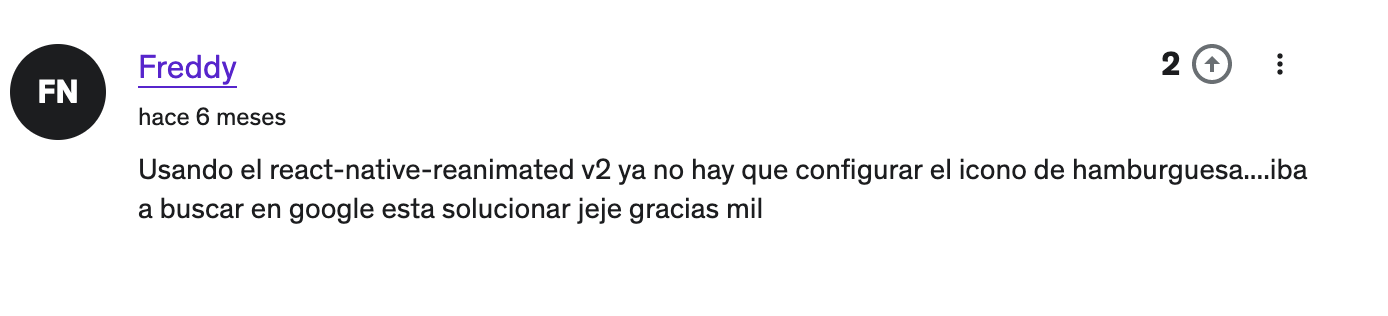 FN
Freddy
2
hace 6 meses
Usando el react-native-reanimated v2 ya no hay que configurar el icono de hamburguesa....iba
a buscar en google esta solucionar jeje gracias mil